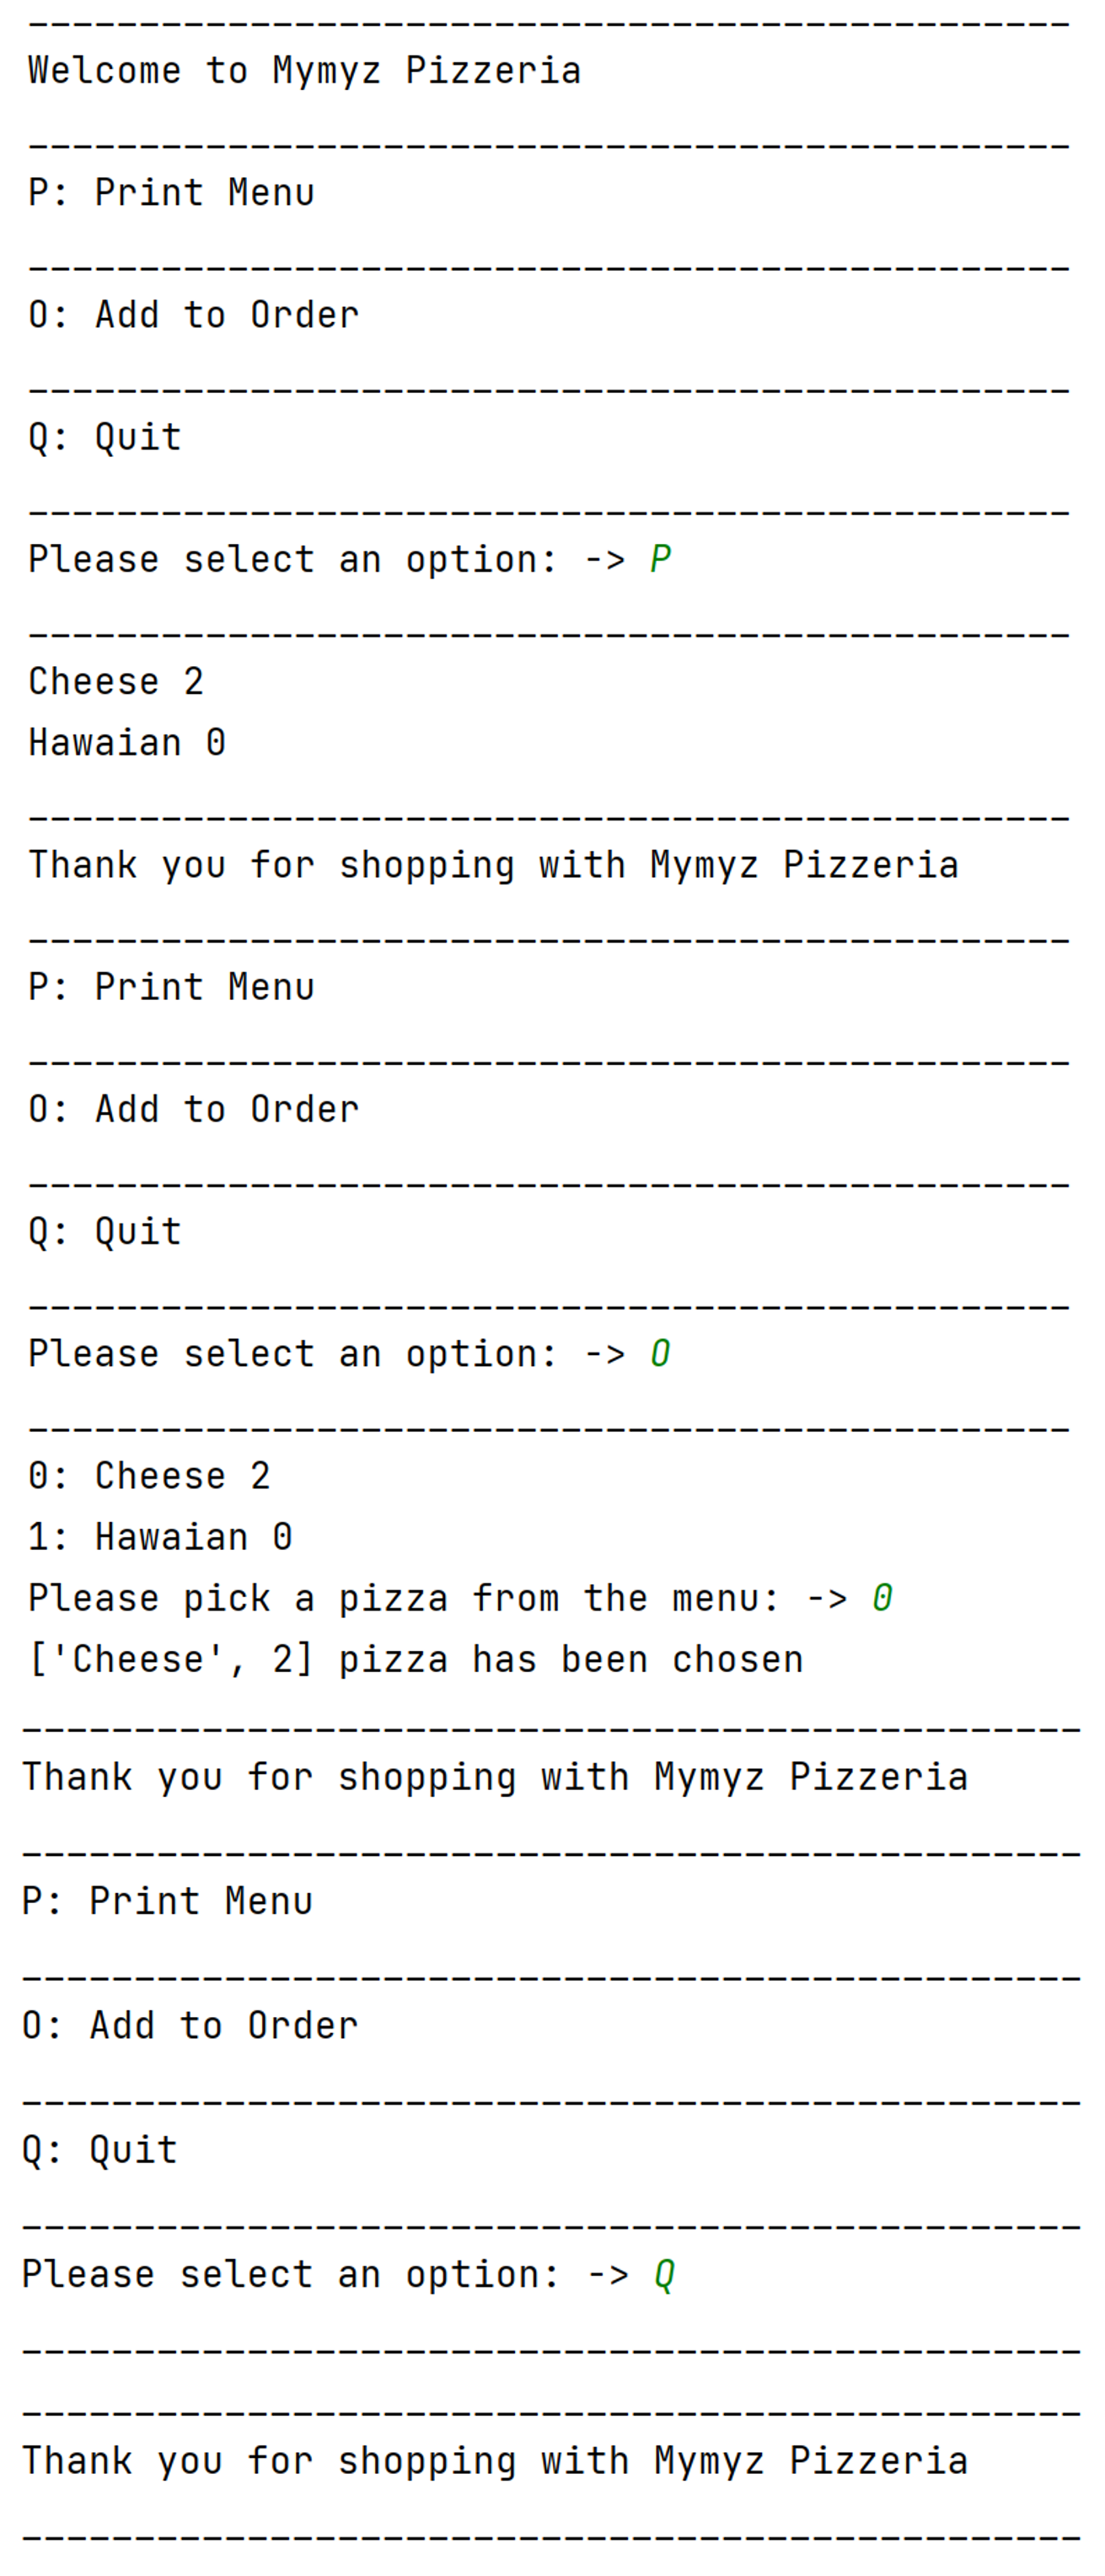 -----------------------------------------------
Welcome to Mymyz Pizzeria
-----------------------------------------------
P: Print Menu
-----------------------------------------------
O: Add to Order
-----------------------------------------------
Q: Quit
-----------------------------------------------
Please select an option: -> P
-----------------------------------------------
Cheese 2
Hawaian 0
-----------------------------------------------
Thank you for shopping with Mymyz Pizzeria
-----------------------------------------------
P: Print Menu
-----------------------------------------------
O: Add to Order
-----------------------------------------------
Q: Quit
-----------------------------------------------
Please select an option: -> O
-----------------------------------------------
0: Cheese 2
1: Hawaian 0
Please pick a pizza from the menu: -> 0
['Cheese', 2] pizza has been chosen
-----------------------------------------------
Thank you for shopping with Mymyz Pizzeria
-----------------------------------------------
P: Print Menu
-----------------------------------------------
O: Add to Order
-----------------------------------------------
Q: Quit
-----------------------------------------------
Please select an option: -> Q
-----------------------------------------------
-----------------------------------------------
Thank you for shopping with Mymyz Pizzeria
-----------------------------------------------